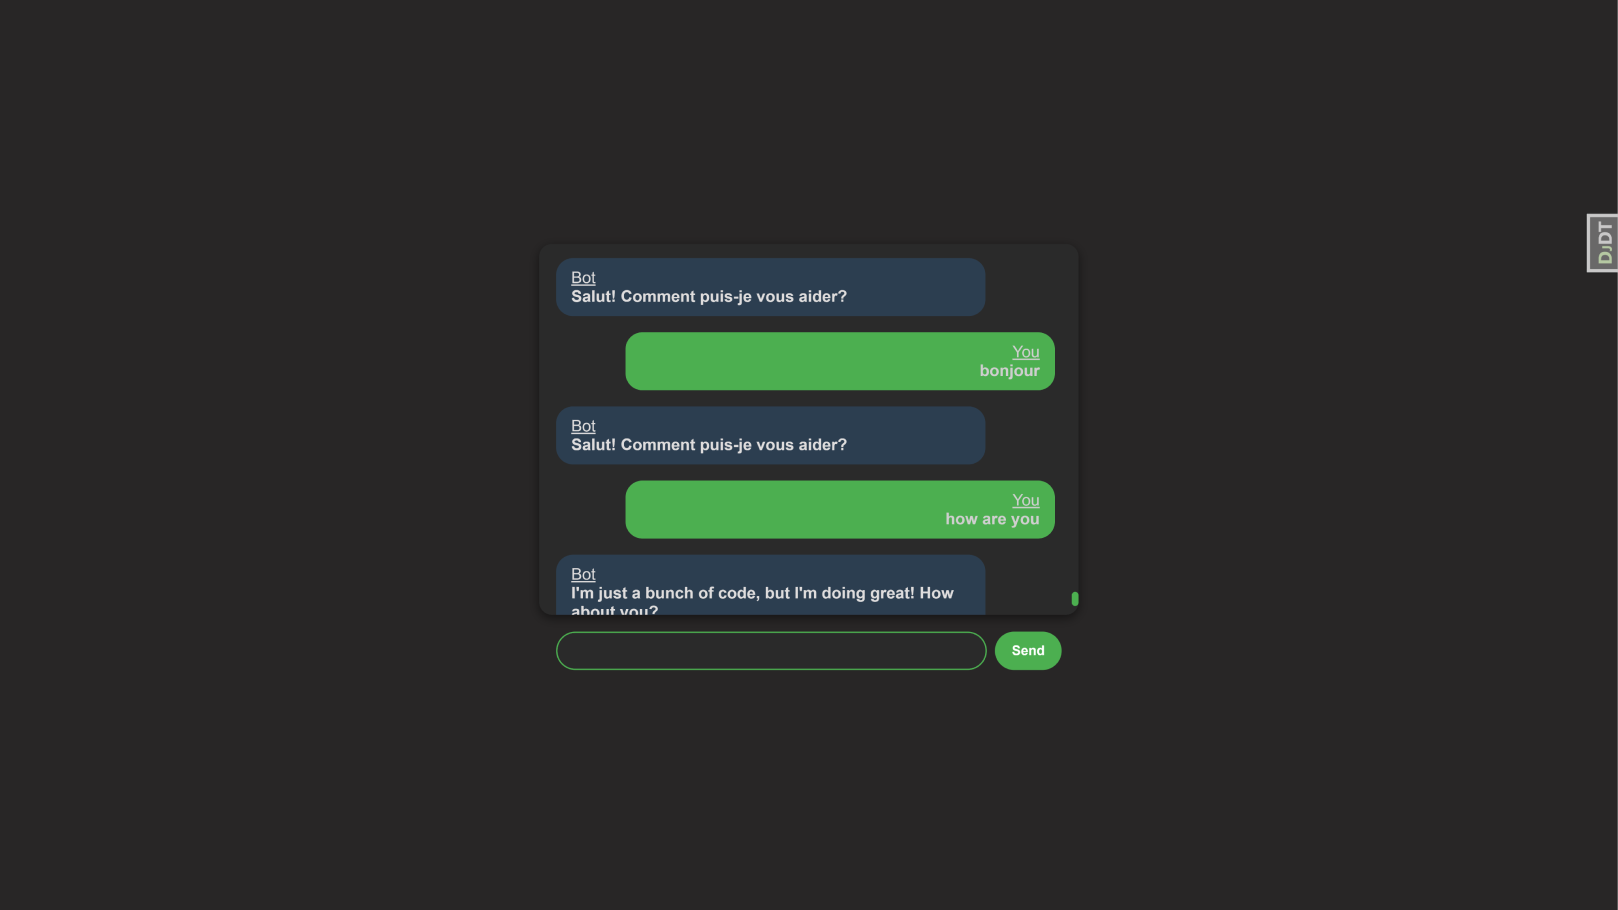 Bot
Salut! Comment puis-je vous aider?
You
bonjour
Bot
Salut! Comment puis-je vous aider?
You
how are you
Bot
I'm just a bunch of code, but I'm doing great! How
about you?
Send
DJDT